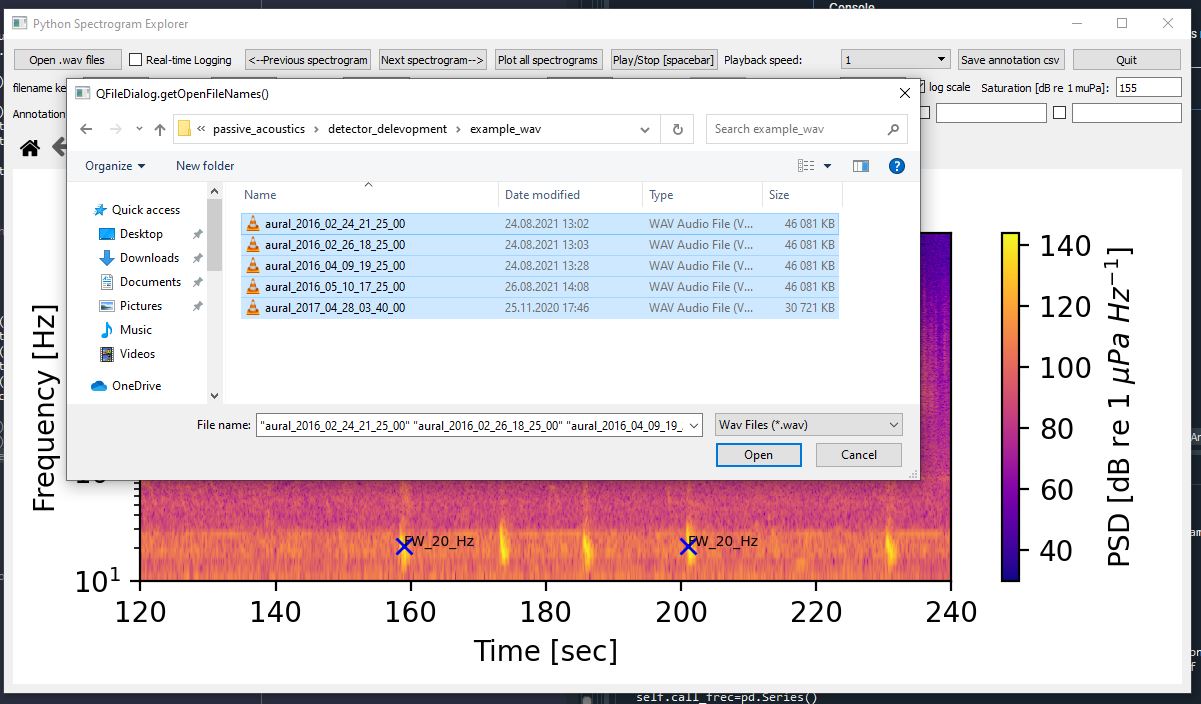 Console
Python Spectrogram Explorer
Open .wav files Real-time Logging <--Previous spectrogram Next spectrogram--> Plot all spectrograms Play/Stop [spacebar] Playback speed: 1 Save annotation csv Quit
filename ke log scale Saturation [dB re 1 muPa]: 155
QFileDialog.getOpenFileNames()
Annotation
« passive_acoustics › detector_delevopment › example_wav Search example_wav
Organize New folder
Name Date modified Type Size
Quick access
Desktop
Downloads
Documents
Pictures
Music
Videos
OneDrive
aural_2016_02_24_21_25_00 24.08.2021 13:02 WAV Audio File (V... 46 081 KB
aural_2016_02_26_18_25_00 24.08.2021 13:03 WAV Audio File (V... 46 081 KB
aural_2016_04_09_19_25_00 24.08.2021 13:28 WAV Audio File (V... 46 081 KB
aural_2016_05_10_17_25_00 26.08.2021 14:08 WAV Audio File (V... 46 081 KB
aural_2017_04_28_03_40_00 25.11.2020 17:46 WAV Audio File (V... 30 721 KB
File name: "aural_2016_02_24_21_25_00" "aural_2016_02_26_18_25_00" "aural_2016_04_09_19_. Wav Files (*.wav)
Open Cancel
Frequency [Hz]
10¹
FW_20_Hz FW_20_Hz
120 140 160 180 200 220 240
Time [sec]
140
120
100
80
60
40
PSD [dB re 1 μPa Hz⁻¹]
self.call_frec=pd.Series()